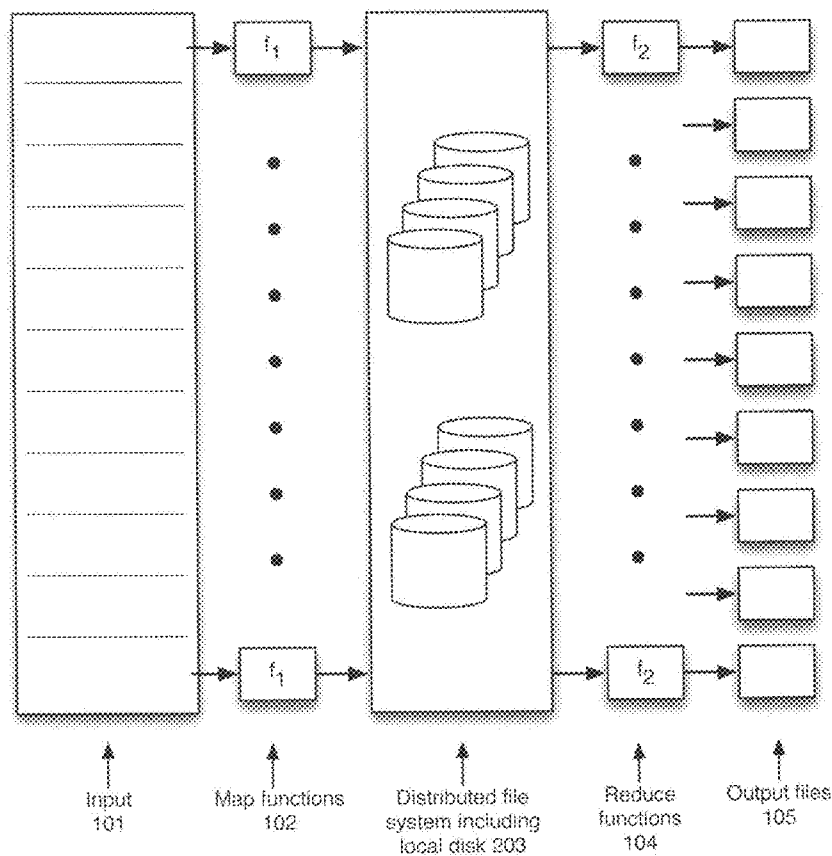 f1
f2
f1
f2
Input
101
Map functions
102
Distributed file
system including
local disk 203
Reduce
functions
104
Output files
105